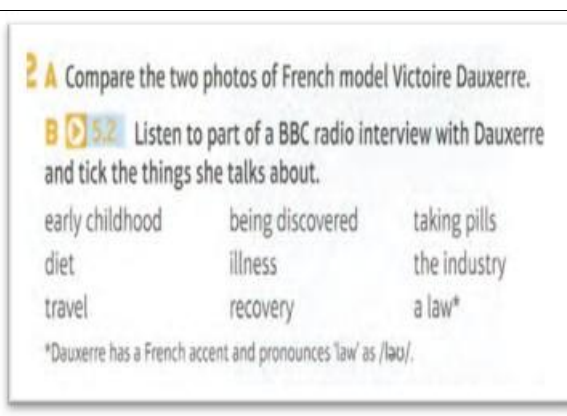 2 A Compare the two photos of French model Victoire Dauxerre.
B 5.2 Listen to part of a BBC radio interview with Dauxerre
and tick the things she talks about.
early childhood being discovered taking pills
diet illness the industry
travel recovery a law*
*Dauxerre has a French accent and pronounces 'law' as /ləʊ/.